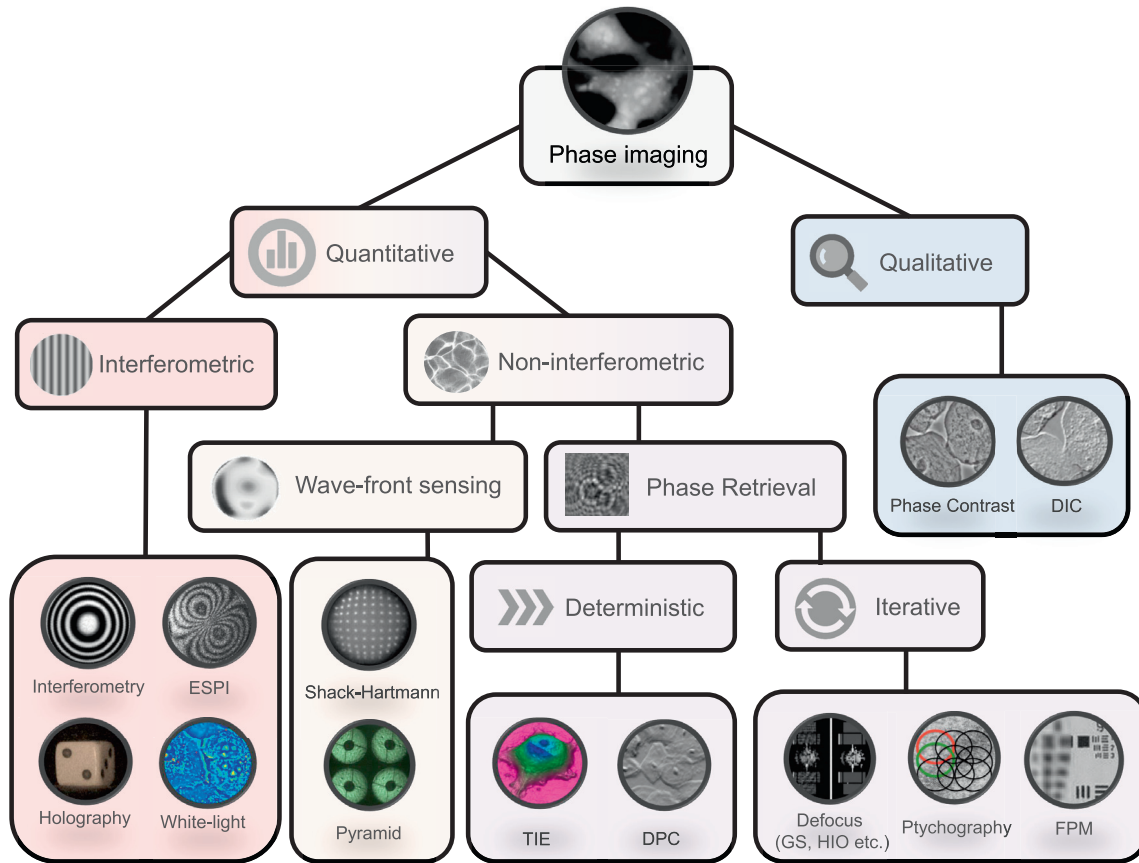 Phase imaging
Quantitative
Qualitative
Interferometric
Non-interferometric
Wave-front sensing
Phase Retrieval
Phase Contrast
DIC
Deterministic
Iterative
Interferometry
ESPI
Shack-Hartmann
Holography
White-light
Pyramid
TIE
DPC
Defocus
(GS, HIO etc.)
Ptychography
FPM